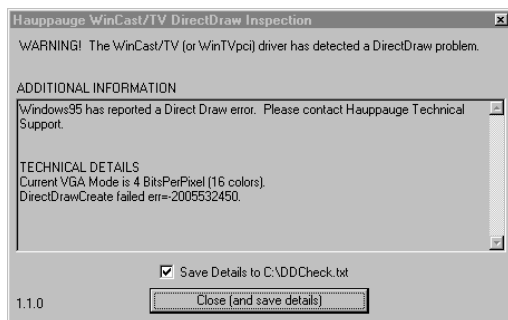 Hauppauge WinCast/TV DirectDraw Inspection
WARNING! The WinCast/TV (or WinTVpci) driver has detected a DirectDraw problem.
ADDITIONAL INFORMATION
Windows95 has reported a Direct Draw error. Please contact Hauppauge Technical
Support.
TECHNICAL DETAILS
Current VGA Mode is 4 BitsPerPixel (16 colors).
DirectDrawCreate failed err=-2005532450.
Save Details to C:\DDCheck.txt
1.1.0
Close (and save details)